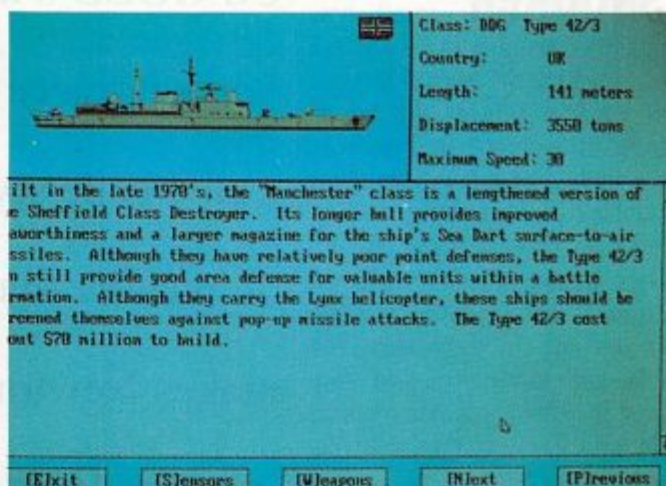 Class: DDG Type 42/3
Country: UK
Length: 141 meters
Displacement: 3550 tons
Maximum Speed: 30
ilt in the late 1970's, the "Manchester" class is a lengthened version of
e Sheffield Class Destroyer. Its longer hull provides improved
aworthiness and a larger magazine for the ship's Sea Dart surface-to-air
ssiles. Although they have relatively poor point defenses, the Type 42/3
n still provide good area defense for valuable units within a battle
rmation. Although they carry the Lynx helicopter, these ships should be
reened themselves against pop-up missile attacks. The Type 42/3 cost
out $70 million to build.
[E]xit [S]ensors [W]eapons [N]ext [P]revious